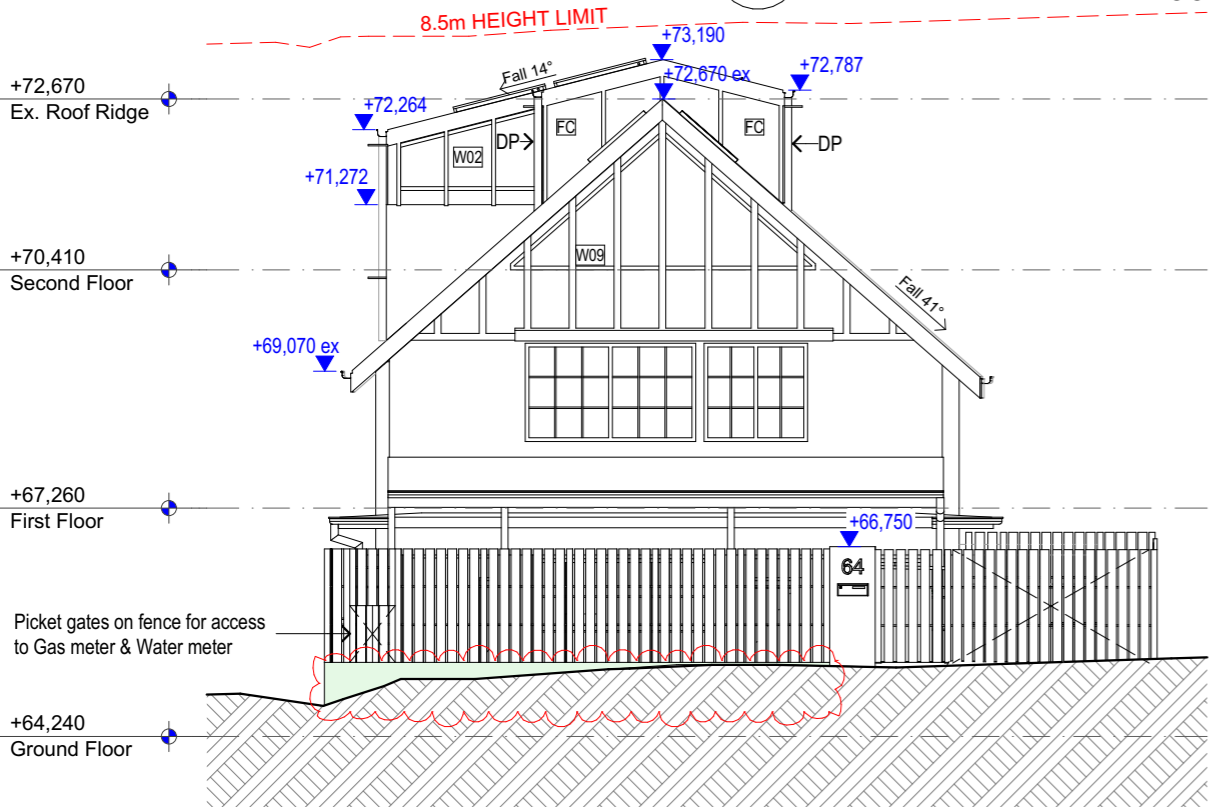 8.5m HEIGHT LIMIT
+73,190
+72,670
Ex. Roof Ridge
Fall 14°
+72,670 ex
+72,787
+72,264
FC
FC
DP
DP
W02
+71,272
+70,410
Second Floor
W09
Fall 41°
+69,070 ex
+67,260
First Floor
+66,750
64
Picket gates on fence for access
to Gas meter & Water meter
+64,240
Ground Floor